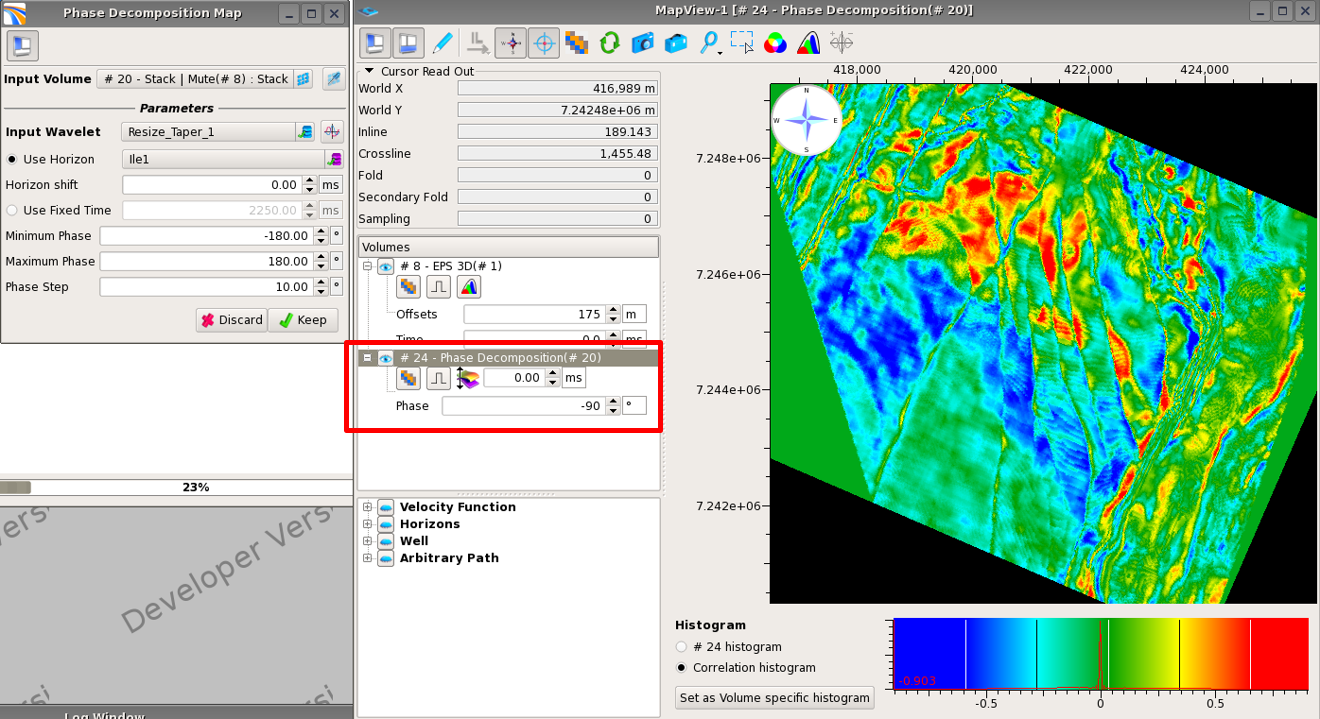 Phase Decomposition Map
MapView-1 [# 24 - Phase Decomposition(# 20)]
Input Volume # 20 - Stack | Mute(# 8) : Stack
Parameters
Input Wavelet Resize_Taper_1
Use Horizon Ile1
Horizon shift 0.00 ms
Use Fixed Time 2250.00 ms
Minimum Phase -180.00 °
Maximum Phase 180.00 °
Phase Step 10.00 °
Discard Keep
23%
Developer Versi
Log Window
Cursor Read Out
World X 416,989 m
World Y 7.24248e+06 m
Inline 189.143
Crossline 1,455.48
Fold 0
Secondary Fold 0
Sampling 0
Volumes
# 8 - EPS 3D(# 1)
Offsets 175 m
Time 0.0 ms
# 24 - Phase Decomposition(# 20)
0.00 ms
Phase -90 °
Velocity Function
Horizons
Well
Arbitrary Path
418,000 420,000 422,000 424,000
N
W E
S
7.248e+06
7.246e+06
7.244e+06
7.242e+06
Histogram
# 24 histogram
Correlation histogram
Set as Volume specific histogram
-0.903
-0.5 0 0.5